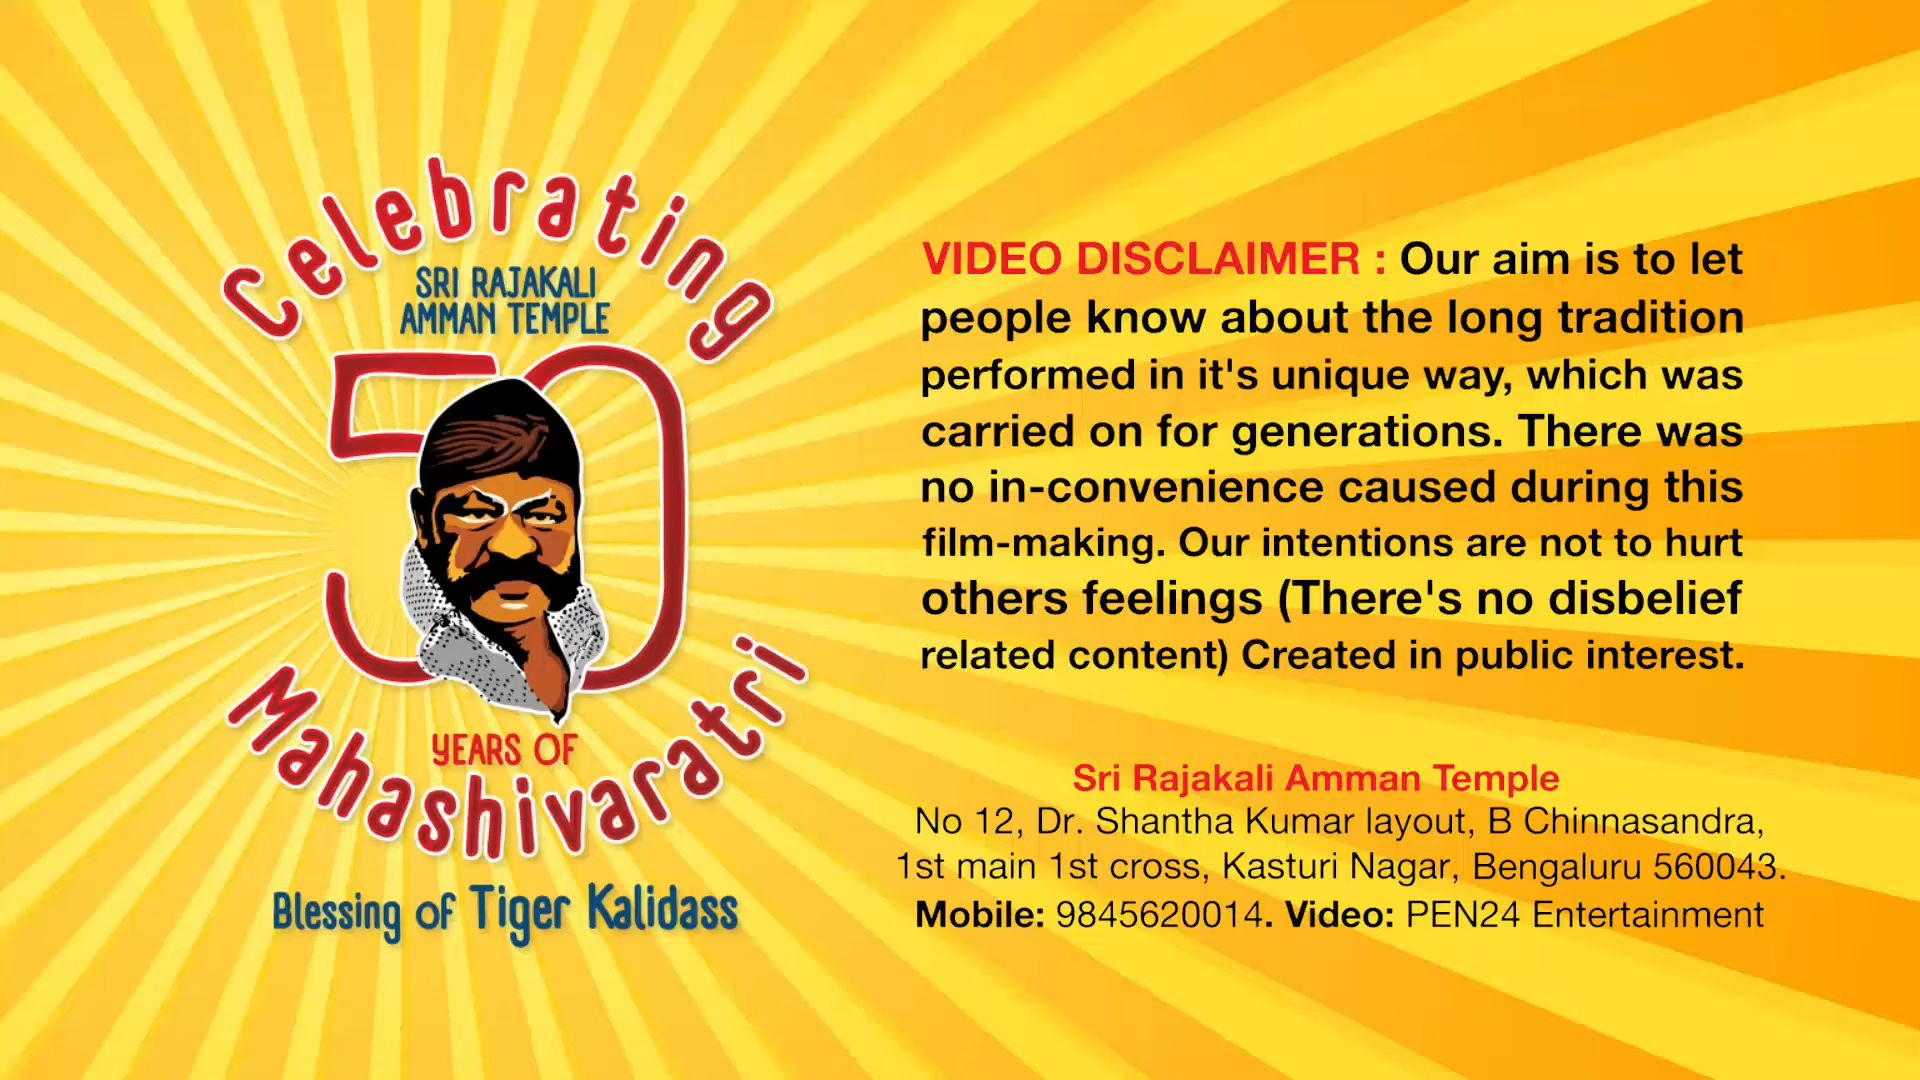 Celebrating
SRI RAJAKALI
AMMAN TEMPLE
50
YEARS OF
Mahashivaratri
Blessing of Tiger Kalidass
VIDEO DISCLAIMER : Our aim is to let
people know about the long tradition
performed in it's unique way, which was
carried on for generations. There was
no in-convenience caused during this
film-making. Our intentions are not to hurt
others feelings (There's no disbelief
related content) Created in public interest.
Sri Rajakali Amman Temple
No 12, Dr. Shantha Kumar layout, B Chinnasandra,
1st main 1st cross, Kasturi Nagar, Bengaluru 560043.
Mobile: 9845620014. Video: PEN24 Entertainment